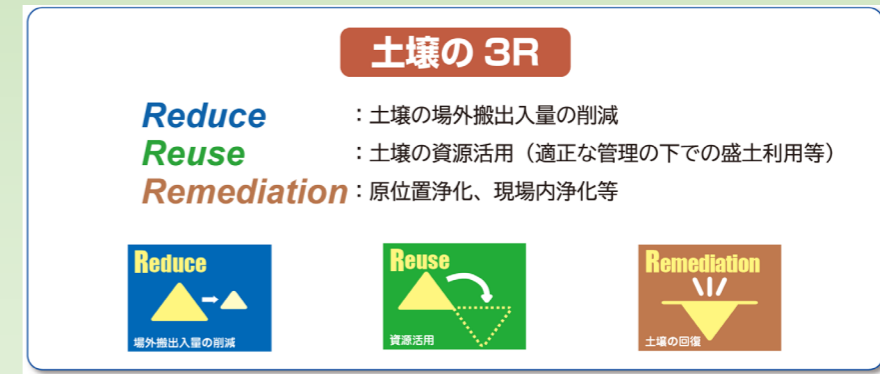 土壌の 3R
Reduce ：土壌の場外搬出入量の削減
Reuse ：土壌の資源活用（適正な管理の下での盛土利用等）
Remediation：原位置浄化、現場内浄化等
Reduce
場外搬出入量の削減
Reuse
資源活用
Remediation
土壌の回復